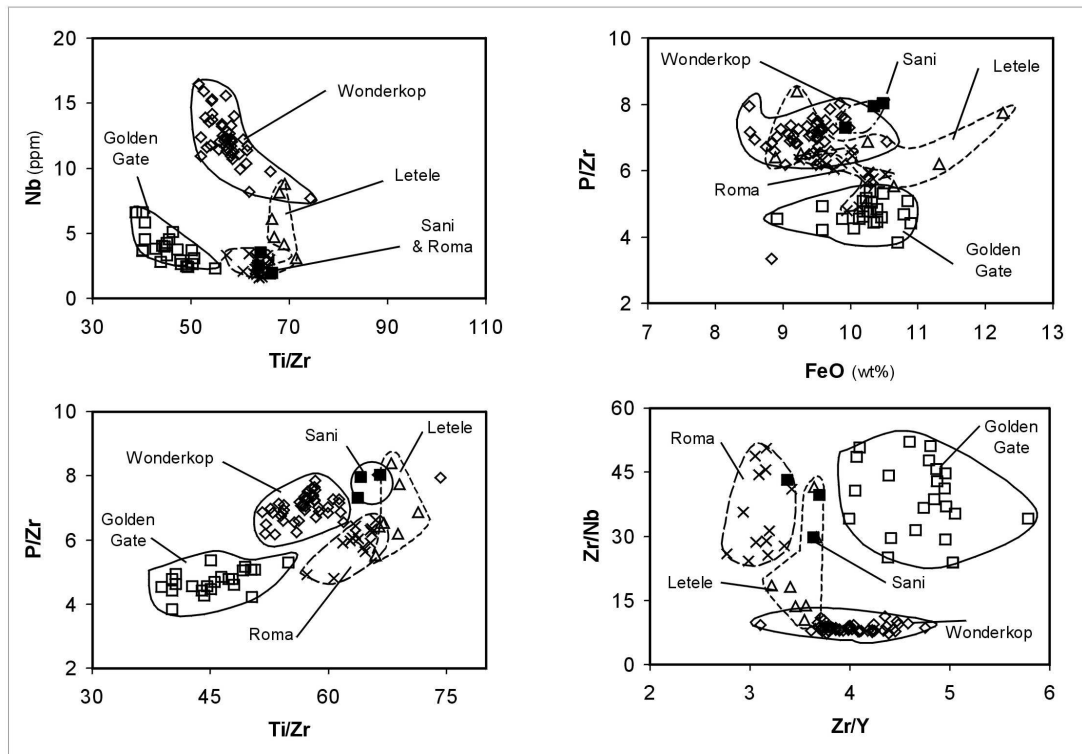 20
15
10
5
0
Nb (ppm)
30
50
70
90
110
Ti/Zr
Wonderkop
Golden
Gate
Letele
Sani
& Roma
10
8
6
4
2
P/Zr
7
8
9
10
11
12
13
FeO (wt%)
Wonderkop
Sani
Letele
Roma
Golden
Gate
10
8
6
4
2
P/Zr
30
45
60
75
Ti/Zr
Sani
Letele
Wonderkop
Golden
Gate
Roma
60
45
30
15
0
Zr/Nb
2
3
4
5
6
Zr/Y
Roma
Golden
Gate
Letele
Sani
Wonderkop